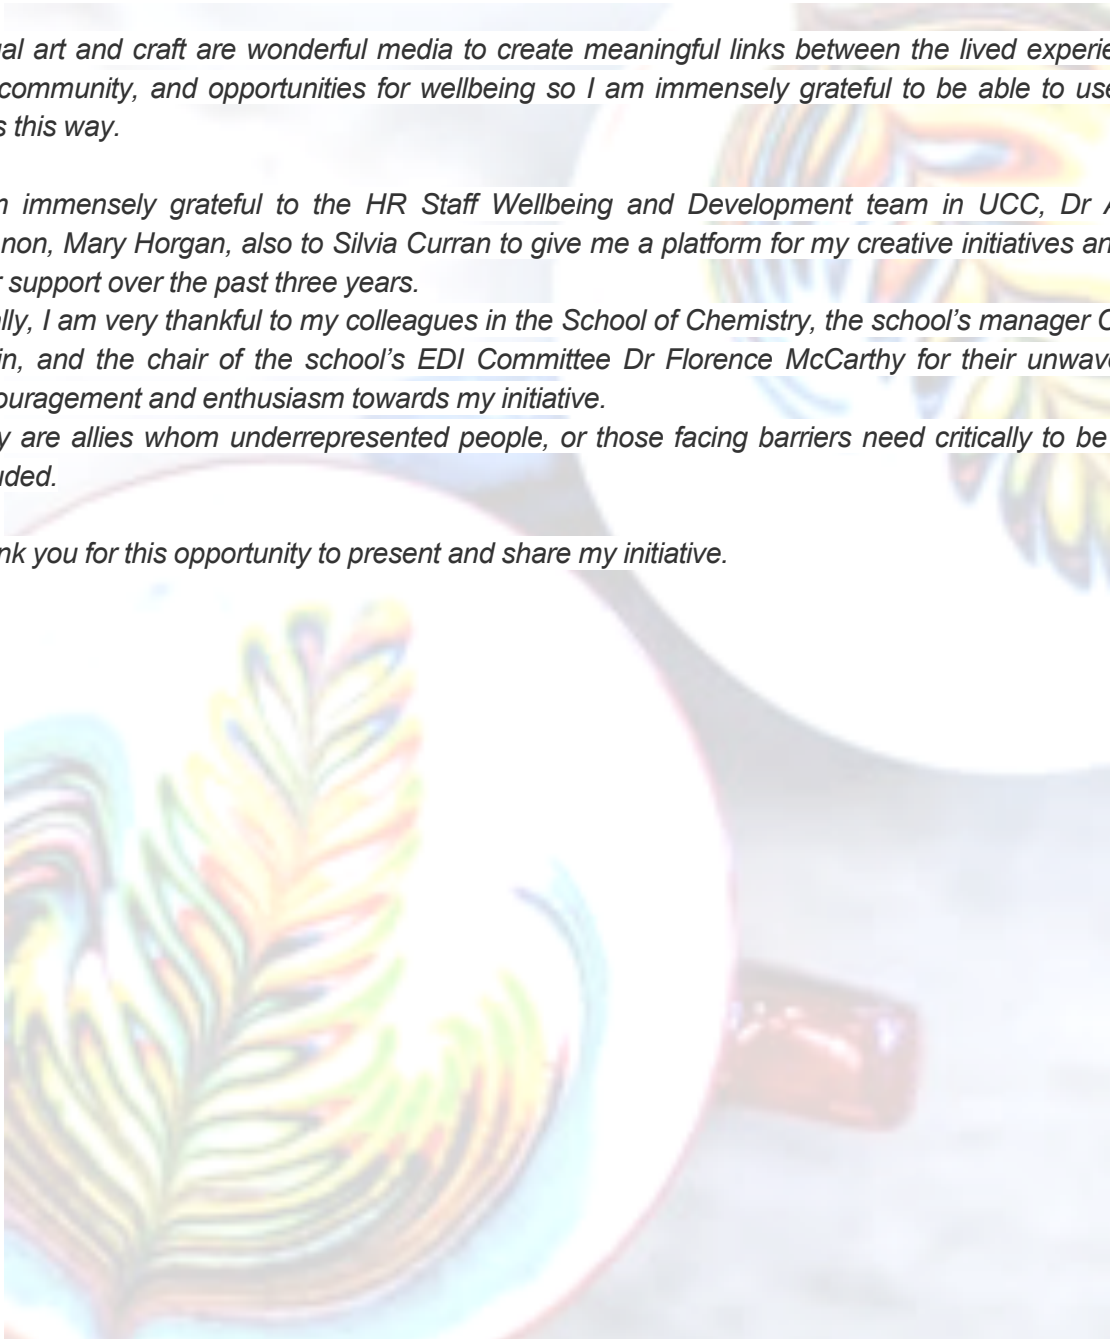 al art and craft are wonderful media to create meaningful links between the lived experie
community, and opportunities for wellbeing so I am immensely grateful to be able to use
s this way.
n immensely grateful to the HR Staff Wellbeing and Development team in UCC, Dr A
non, Mary Horgan, also to Silvia Curran to give me a platform for my creative initiatives an
r support over the past three years.
lly, I am very thankful to my colleagues in the School of Chemistry, the school's manager C
in, and the chair of the school's EDI Committee Dr Florence McCarthy for their unwav
ouragement and enthusiasm towards my initiative.
y are allies whom underrepresented people, or those facing barriers need critically to be
uded.
nk you for this opportunity to present and share my initiative.